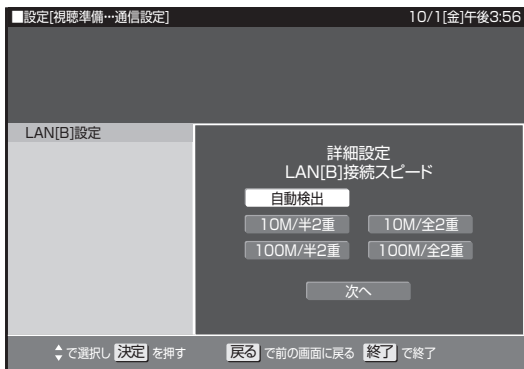 ■設定[視聴準備…通信設定] 10/1[金]午後3:56
LAN[B]設定
詳細設定
LAN[B]接続スピード
自動検出
10M/半2重 10M/全2重
100M/半2重 100M/全2重
次へ
で選択し 決定 を押す 戻る で前の画面に戻る 終了 で終了